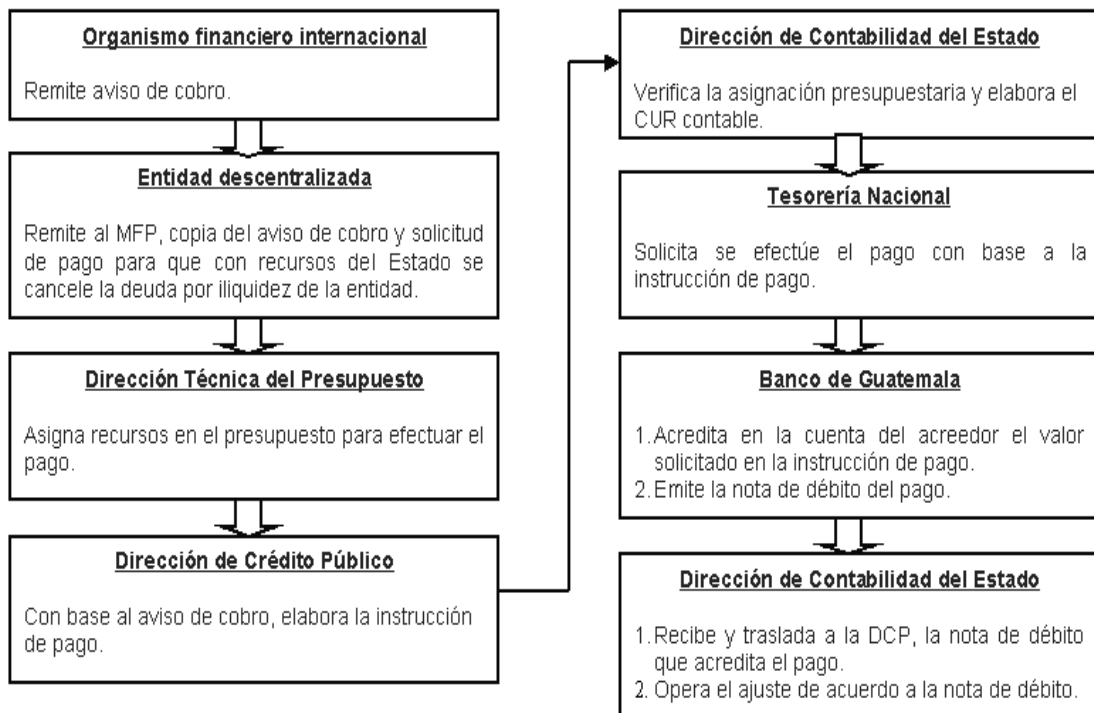 Organismo financiero internacional
Remite aviso de cobro.
Entidad descentralizada
Remite al MFP, copia del aviso de cobro y solicitud
de pago para que con recursos del Estado se
cancele la deuda por iliquidez de la entidad.
Dirección Técnica del Presupuesto
Asigna recursos en el presupuesto para efectuar el
pago.
Dirección de Crédito Público
Con base al aviso de cobro, elabora la instrucción
de pago.
Dirección de Contabilidad del Estado
Verifica la asignación presupuestaria y elabora el
CUR contable.
Tesorería Nacional
Solicita se efectúe el pago con base a la
instrucción de pago.
Banco de Guatemala
1. Acredita en la cuenta del acreedor el valor
solicitado en la instrucción de pago.
2. Emite la nota de débito del pago.
Dirección de Contabilidad del Estado
1. Recibe y traslada a la DCP, la nota de débito
que acredita el pago.
2. Opera el ajuste de acuerdo a la nota de débito.